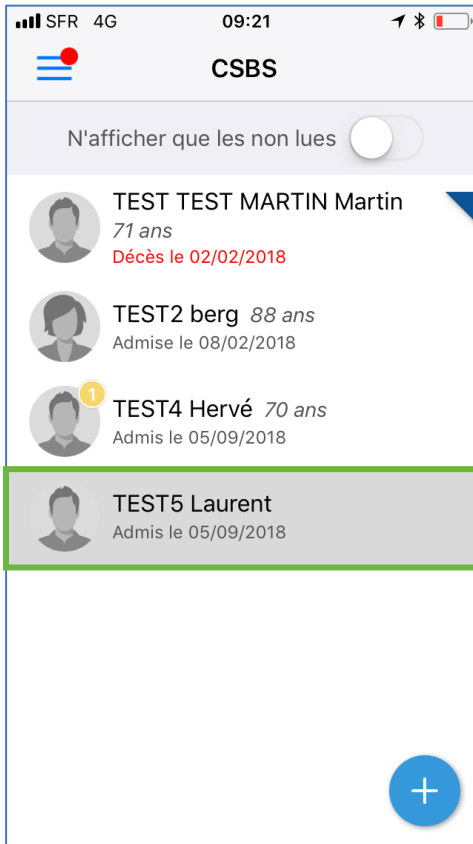 SFR 4G 09:21
CSBS
N'afficher que les non lues
TEST TEST MARTIN Martin
71 ans
Décès le 02/02/2018
TEST2 berg 88 ans
Admise le 08/02/2018
1
TEST4 Hervé 70 ans
Admis le 05/09/2018
TEST5 Laurent
Admis le 05/09/2018
+